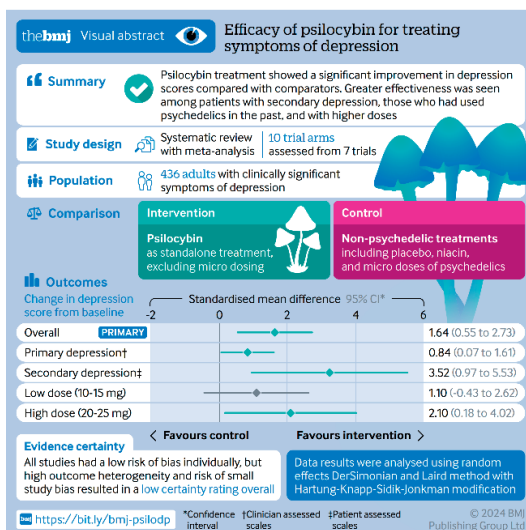 thebmj Visual abstract
Efficacy of psilocybin for treating
symptoms of depression
Summary
Psilocybin treatment showed a significant improvement in depression
scores compared with comparators. Greater effectiveness was seen
among patients with secondary depression, those who had used
psychedelics in the past, and with higher doses
Study design
Systematic review
with meta-analysis
10 trial arms
assessed from 7 trials
Population
436 adults with clinically significant
symptoms of depression
Comparison
Intervention
Psilocybin
as standalone treatment,
excluding micro dosing
Control
Non-psychedelic treatments
including placebo, niacin,
and micro doses of psychedelics
Outcomes
Change in depression
score from baseline
Standardised mean difference 95% CI*
-2 0 2 4 6
Overall PRIMARY 1.64 (0.55 to 2.73)
Primary depression† 0.84 (0.07 to 1.61)
Secondary depression‡ 3.52 (0.97 to 5.53)
Low dose (10-15 mg) 1.10 (-0.43 to 2.62)
High dose (20-25 mg) 2.10 (0.18 to 4.02)
< Favours control Favours intervention >
Evidence certainty
All studies had a low risk of bias individually, but
high outcome heterogeneity and risk of small
study bias resulted in a low certainty rating overall
Data results were analysed using random
effects DerSimonian and Laird method with
Hartung-Knapp-Sidik-Jonkman modification
bmj https://bit.ly/bmj-psilodp
*Confidence
interval
†Clinician assessed
scales
‡Patient assessed
scales
© 2024 BMJ
Publishing Group Ltd